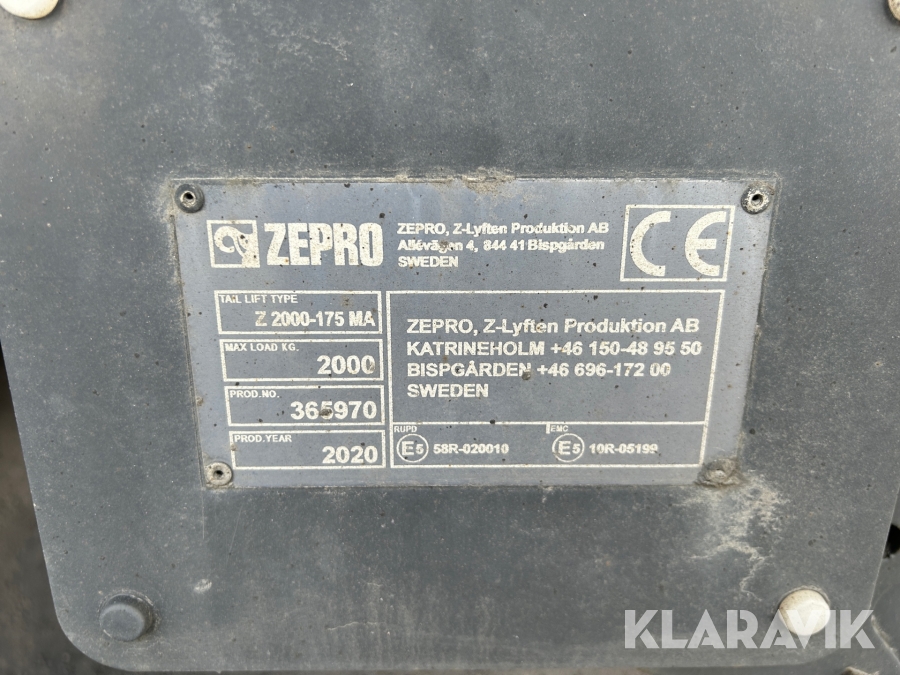 ZEPRO
ZEPRO, Z-Lyften Produktion AB
Allévägen 4, 844 41 Bispgården
SWEDEN
CE
TAIL LIFT TYPE
Z 2000-175 MA
MAX LOAD KG.
2000
PROD.NO.
365970
PROD.YEAR
2020
ZEPRO, Z-Lyften Produktion AB
KATRINEHOLM +46 150-48 95 50
BISPGÅRDEN +46 696-172 00
SWEDEN
RUPD
E5 58R-020010
EMC
E5 10R-05199
KLARAVIK